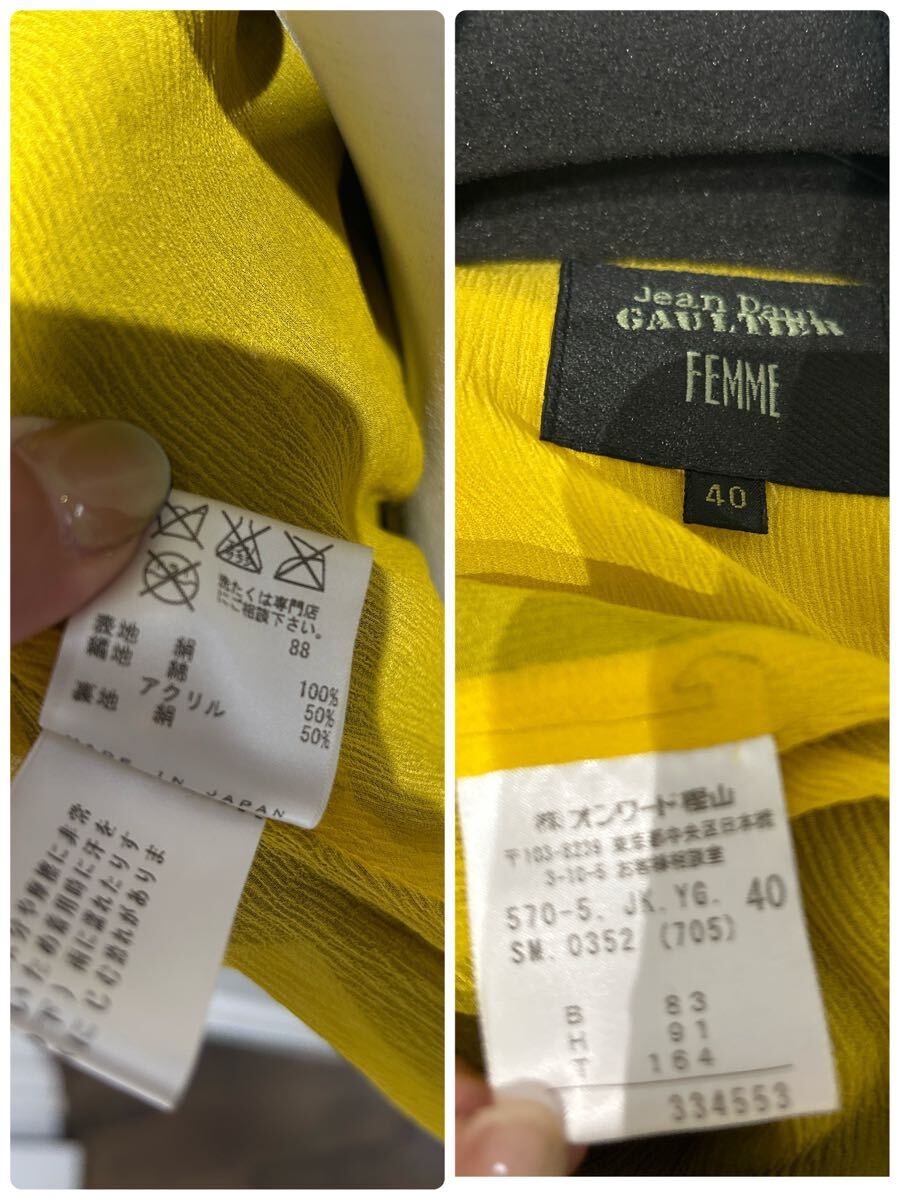 洗たくは専門店
にご相談下さい。
88
表地 絹 100%
裏地 アクリル 50%
絹 50%
MADE IN JAPAN
Jean Paul
GAULTIER
FEMME
40
(株)オンワード樫山
〒103-8239 東京都中央区日本橋
3-10-5 お客様相談室
570-5. JK.YG. 40
SM. 0352 (705)
B 83
H 91
T 164
334553